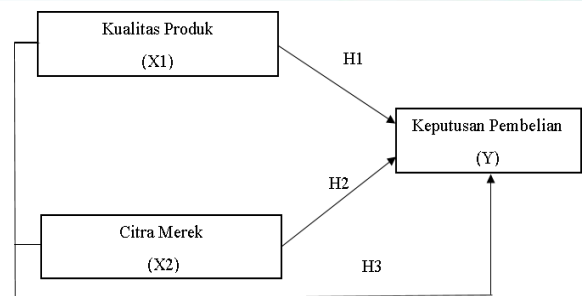 Kualitas Produk
(X1)
H1
Keputusan Pembelian
(Y)
H2
Citra Merek
(X2)
H3